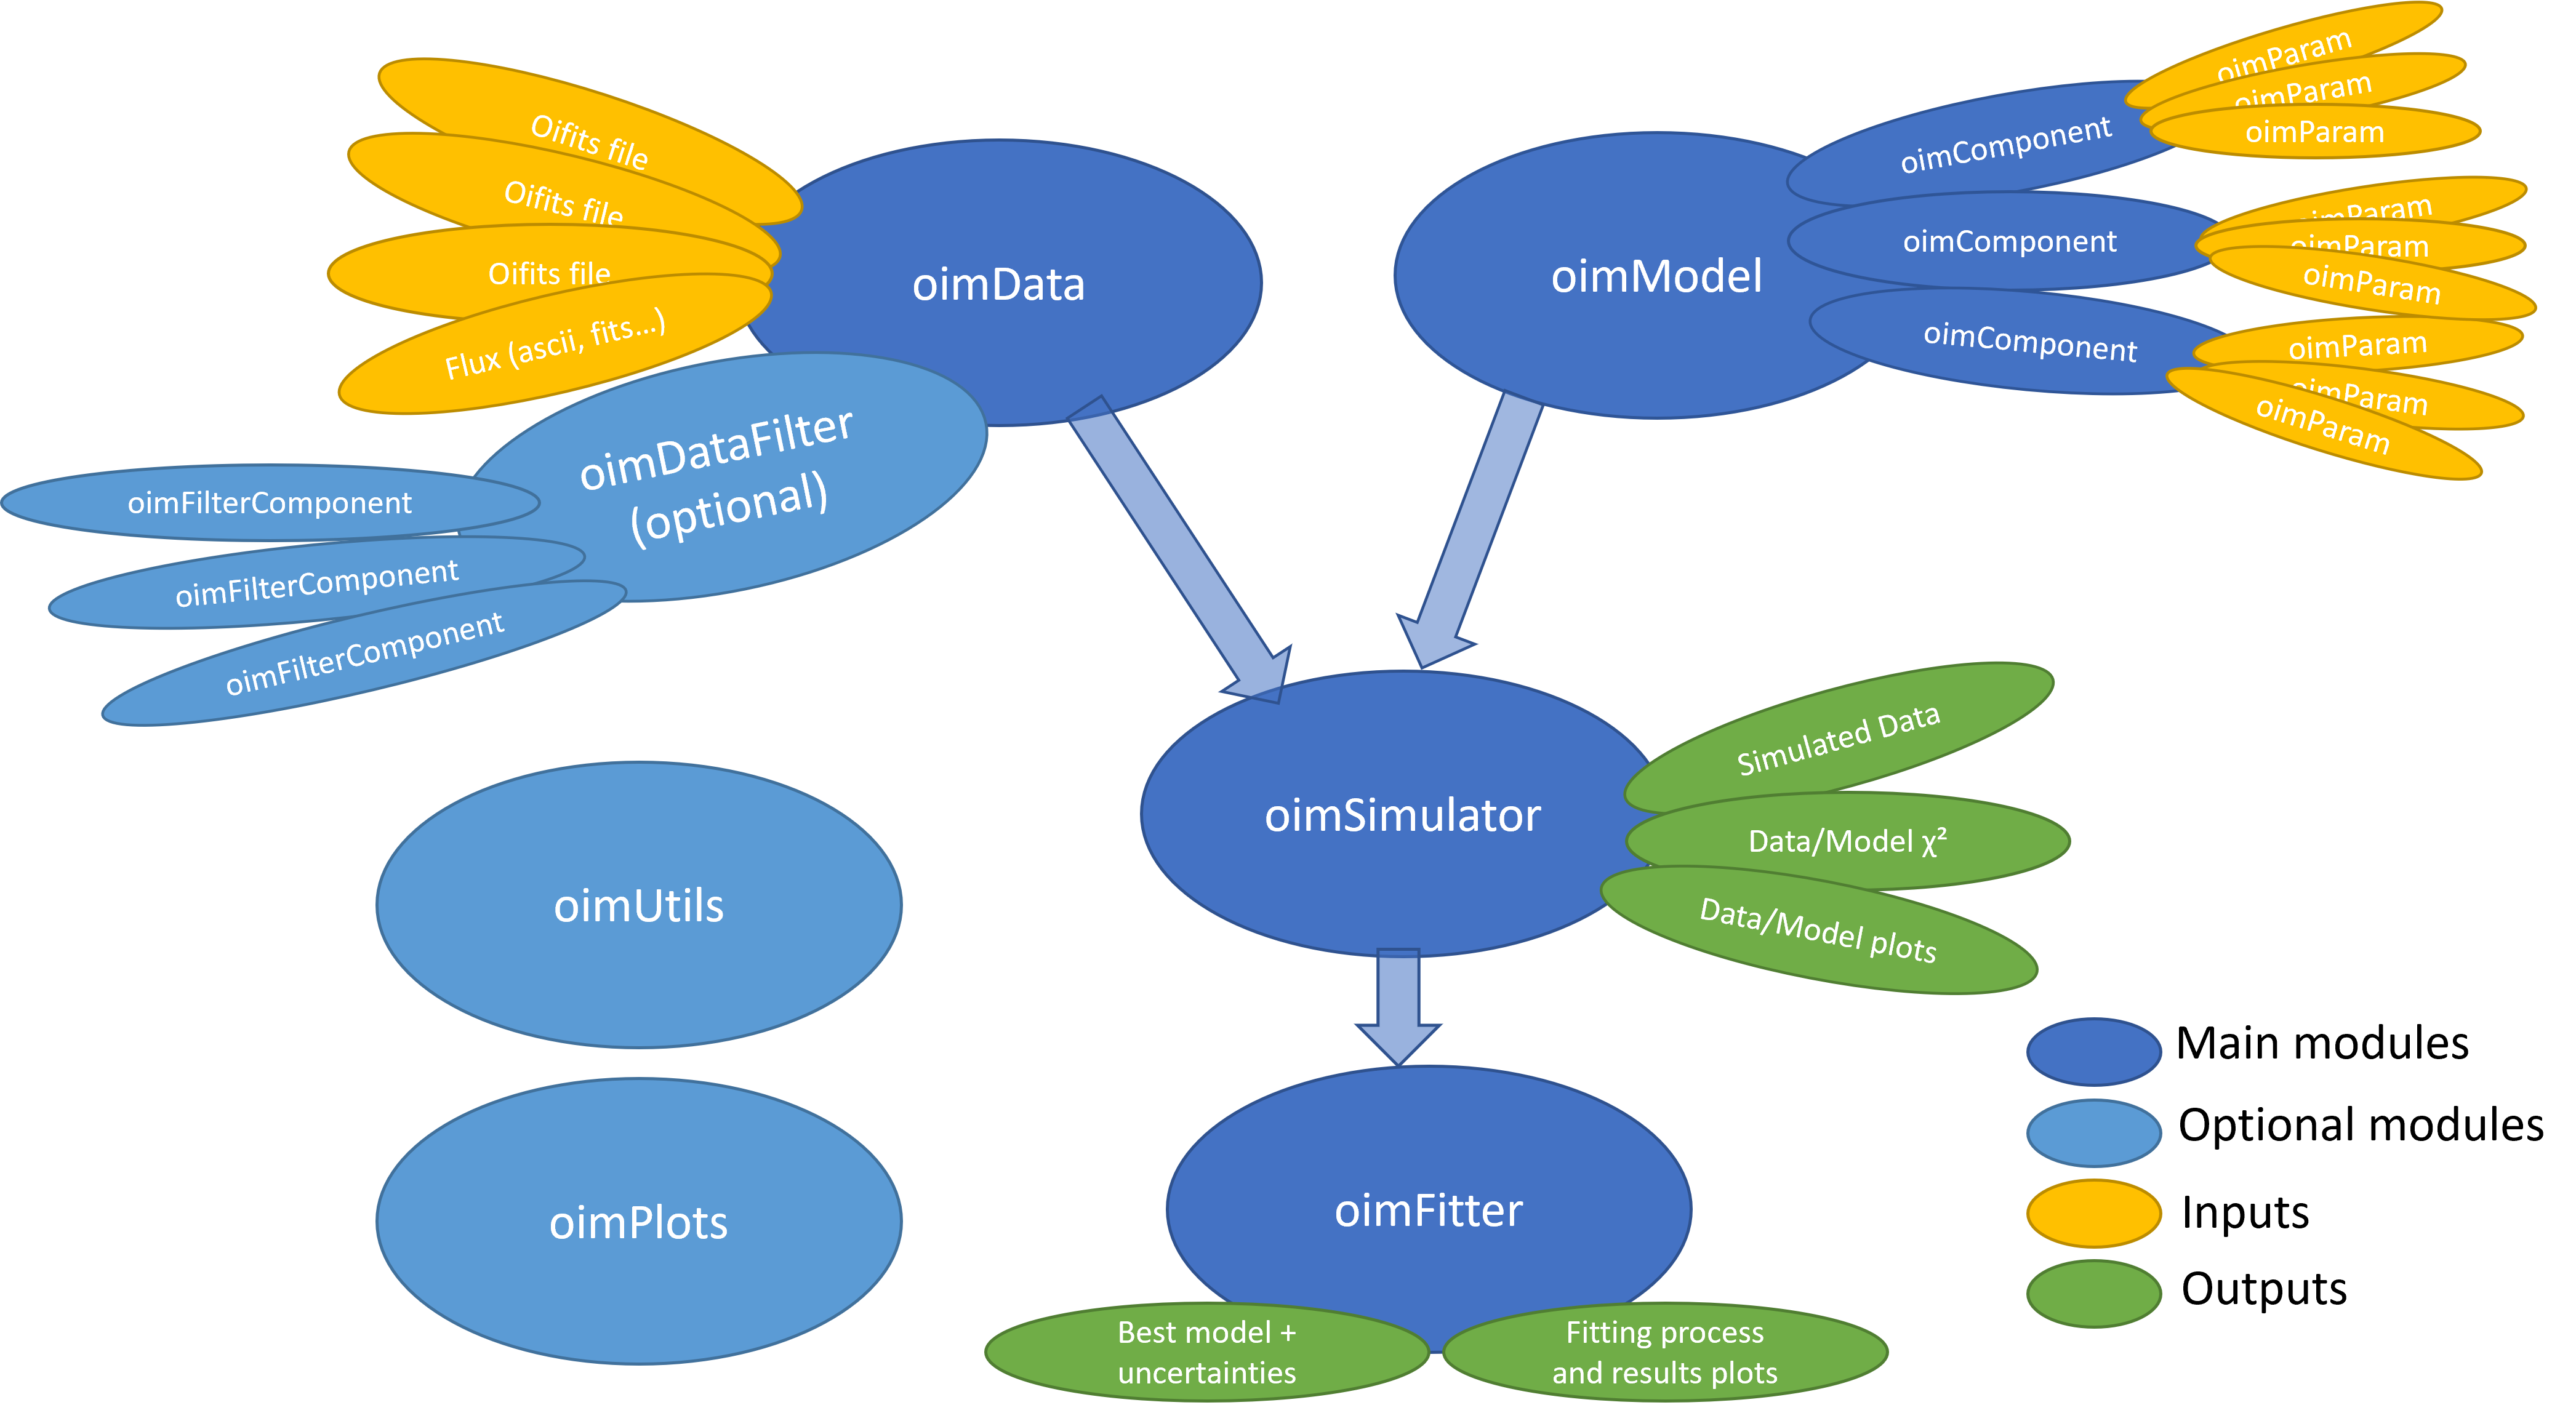 Oifits file
Oifits file
Oifits file
Flux (ascii, fits...)
oimData
oimDataFilter
(optional)
oimFilterComponent
oimFilterComponent
oimFilterComponent
oimModel
oimComponent
oimComponent
oimComponent
oimParam
oimParam
oimParam
oimParam
oimParam
oimParam
oimParam
oimParam
oimParam
oimSimulator
Simulated Data
Data/Model χ²
Data/Model plots
oimUtils
oimPlots
oimFitter
Best model +
uncertainties
Fitting process
and results plots
Main modules
Optional modules
Inputs
Outputs